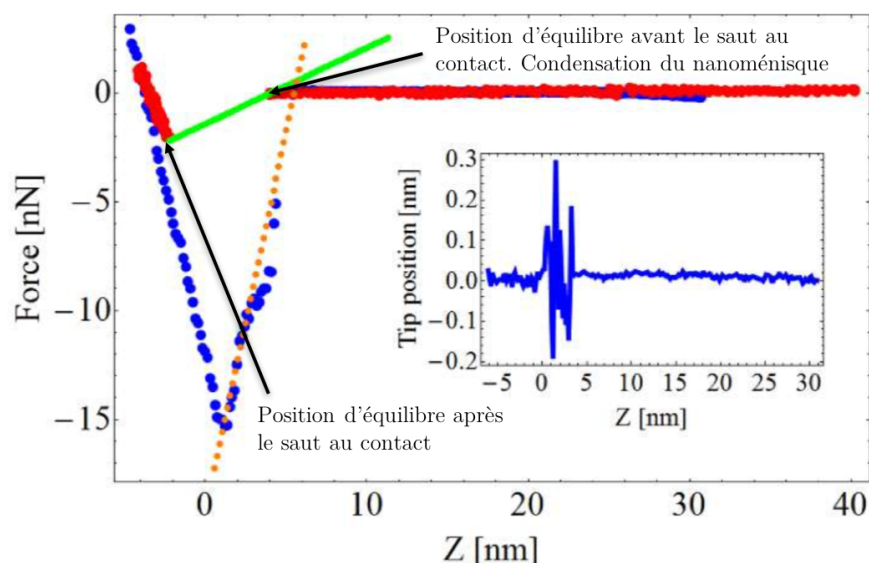 Position d'équilibre avant le saut au
contact. Condensation du nanoménisque
0
−5
−10
−15
Force [nN]
0.3
0.2
0.1
0.0
−0.1
−0.2
Tip position [nm]
−5 0 5 10 15 20 25 30
Z [nm]
Position d'équilibre après
le saut au contact
0 10 20 30 40
Z [nm]